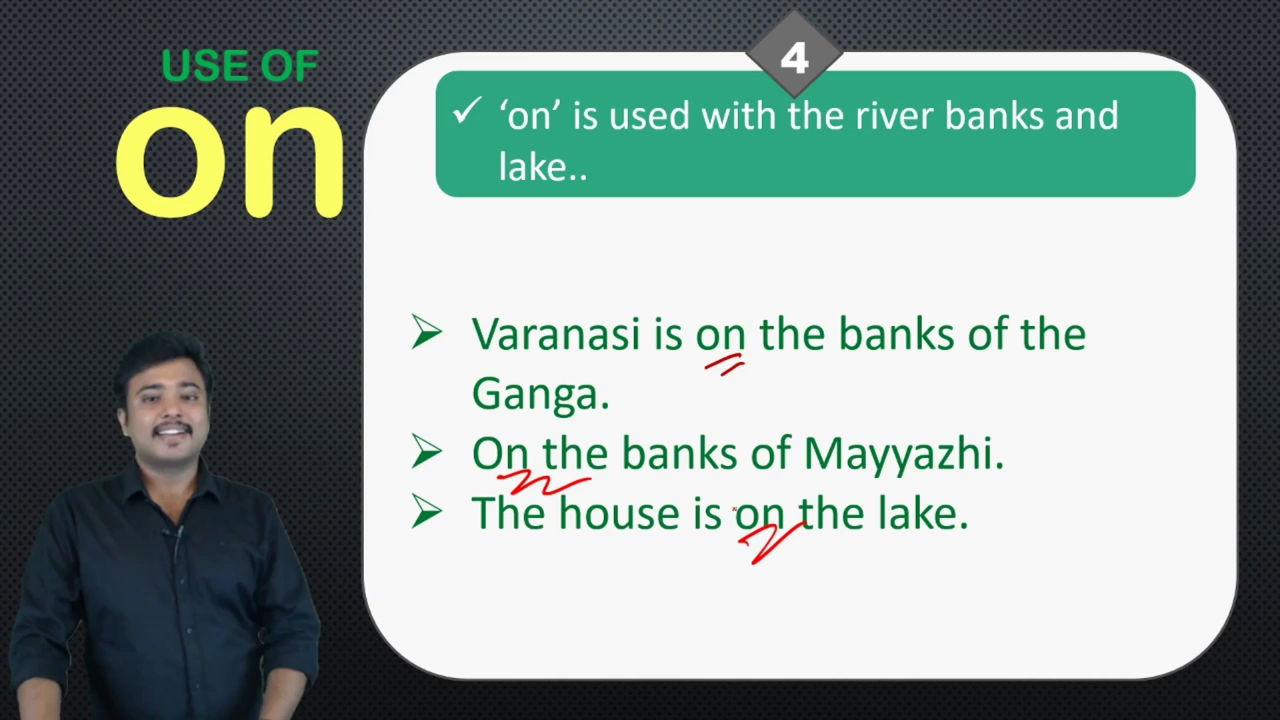 USE OF
on
4
✓ ‘on’ is used with the river banks and
lake..
➢ Varanasi is on the banks of the
Ganga.
➢ On the banks of Mayyazhi.
➢ The house is on the lake.